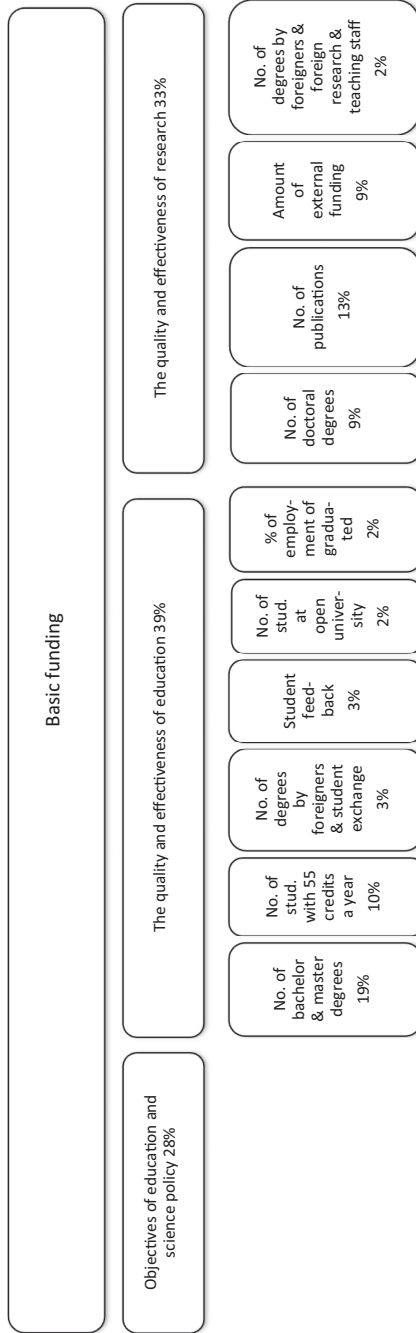 Basic funding
Objectives of education and
science policy 28%
The quality and effectiveness of education 39%
The quality and effectiveness of research 33%
No. of
bachelor
& master
degrees
19%
No. of
stud.
with 55
credits
a year
10%
No. of
degrees
by
foreigners
& student
exchange
3%
Student
feed-
back
3%
No. of
stud.
at
open
univer-
sity
2%
% of
employ-
ment of
gradua-
ted
2%
No. of
doctoral
degrees
9%
No. of
publications
13%
Amount
of
external
funding
9%
No. of
degrees by
foreigners &
foreign
research &
teaching staff
2%